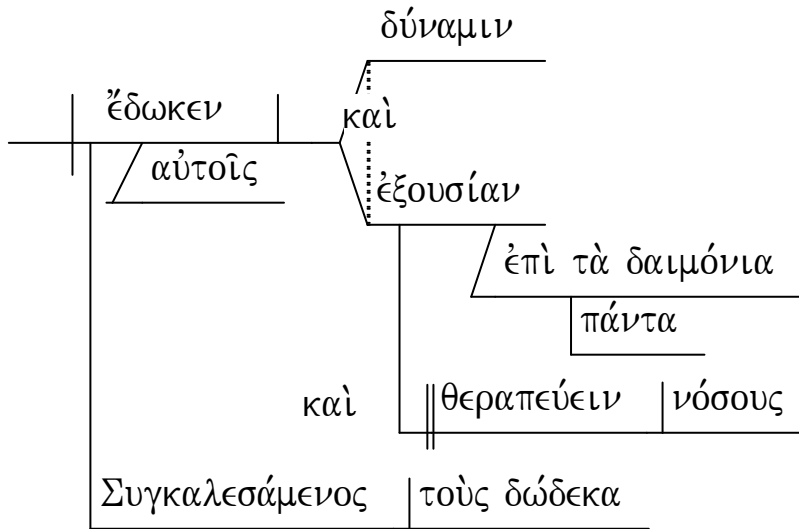 δύναμιν
ἔδωκεν
καὶ
αὐτοῖς
ἐξουσίαν
ἐπὶ τὰ δαιμόνια
πάντα
καὶ θεραπεύειν νόσους
Συγκαλεσάμενος τοὺς δώδεκα